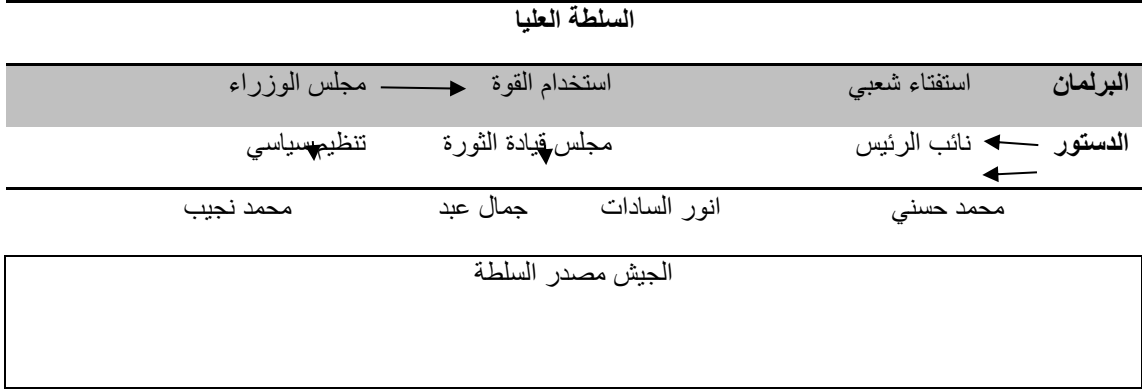 السلطة العليا
البرلمان استفتاء شعبي استخدام القوة مجلس الوزراء
الدستور نائب الرئيس مجلس قيادة الثورة تنظيم سياسي
محمد حسني انور السادات جمال عبد محمد نجيب
الجيش مصدر السلطة